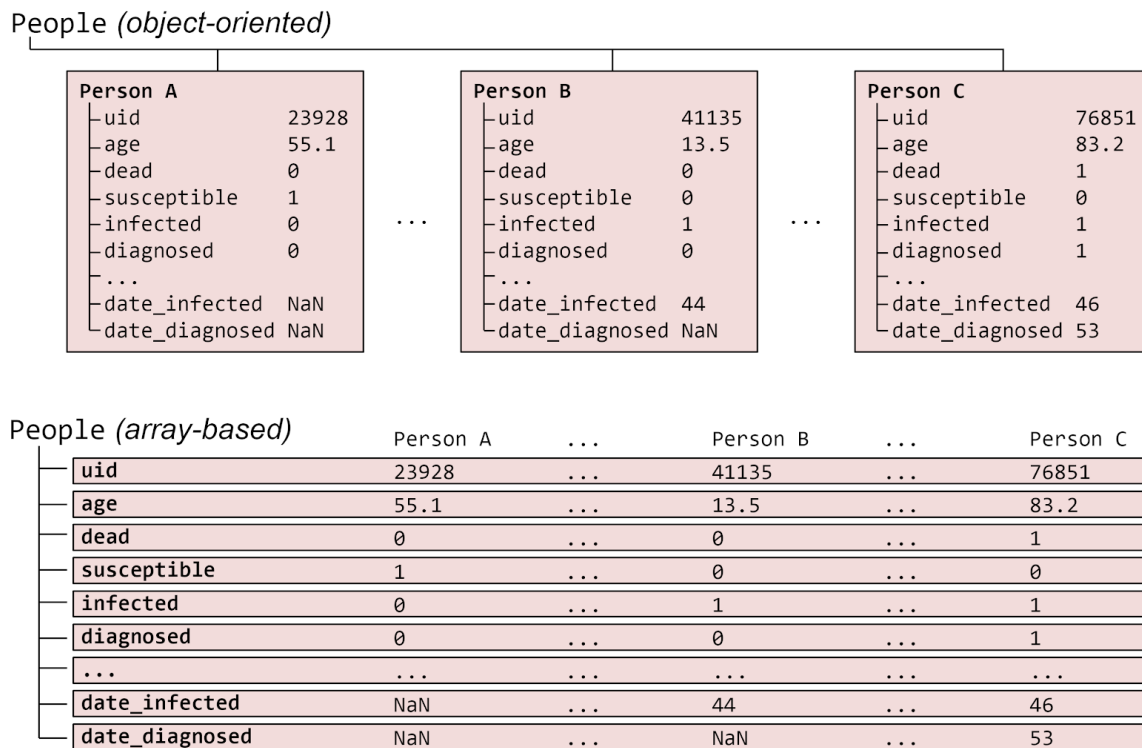 People (object-oriented)
Person A
uid 23928
age 55.1
dead 0
susceptible 1
infected 0
diagnosed 0
...
date_infected NaN
date_diagnosed NaN
...
Person B
uid 41135
age 13.5
dead 0
susceptible 0
infected 1
diagnosed 0
...
date_infected 44
date_diagnosed NaN
...
Person C
uid 76851
age 83.2
dead 1
susceptible 0
infected 1
diagnosed 1
...
date_infected 46
date_diagnosed 53
People (array-based) Person A ... Person B ... Person C
uid 23928 ... 41135 ... 76851
age 55.1 ... 13.5 ... 83.2
dead 0 ... 0 ... 1
susceptible 1 ... 0 ... 0
infected 0 ... 1 ... 1
diagnosed 0 ... 0 ... 1
... ... ... ... ... ...
date_infected NaN ... 44 ... 46
date_diagnosed NaN ... NaN ... 53